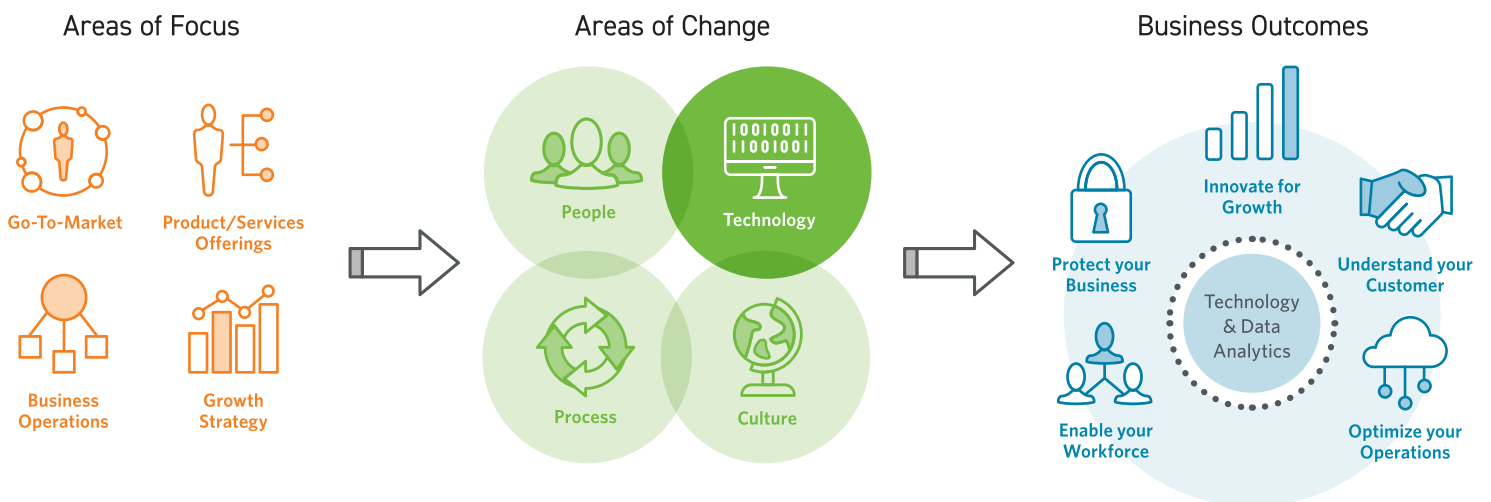 Areas of Focus
Go-To-Market
Product/Services
Offerings
Business
Operations
Growth
Strategy
Areas of Change
People
10010011
11001001
Technology
Process
Culture
Business Outcomes
Innovate for
Growth
Protect your
Business
Understand your
Customer
Technology
& Data
Analytics
Enable your
Workforce
Optimize your
Operations